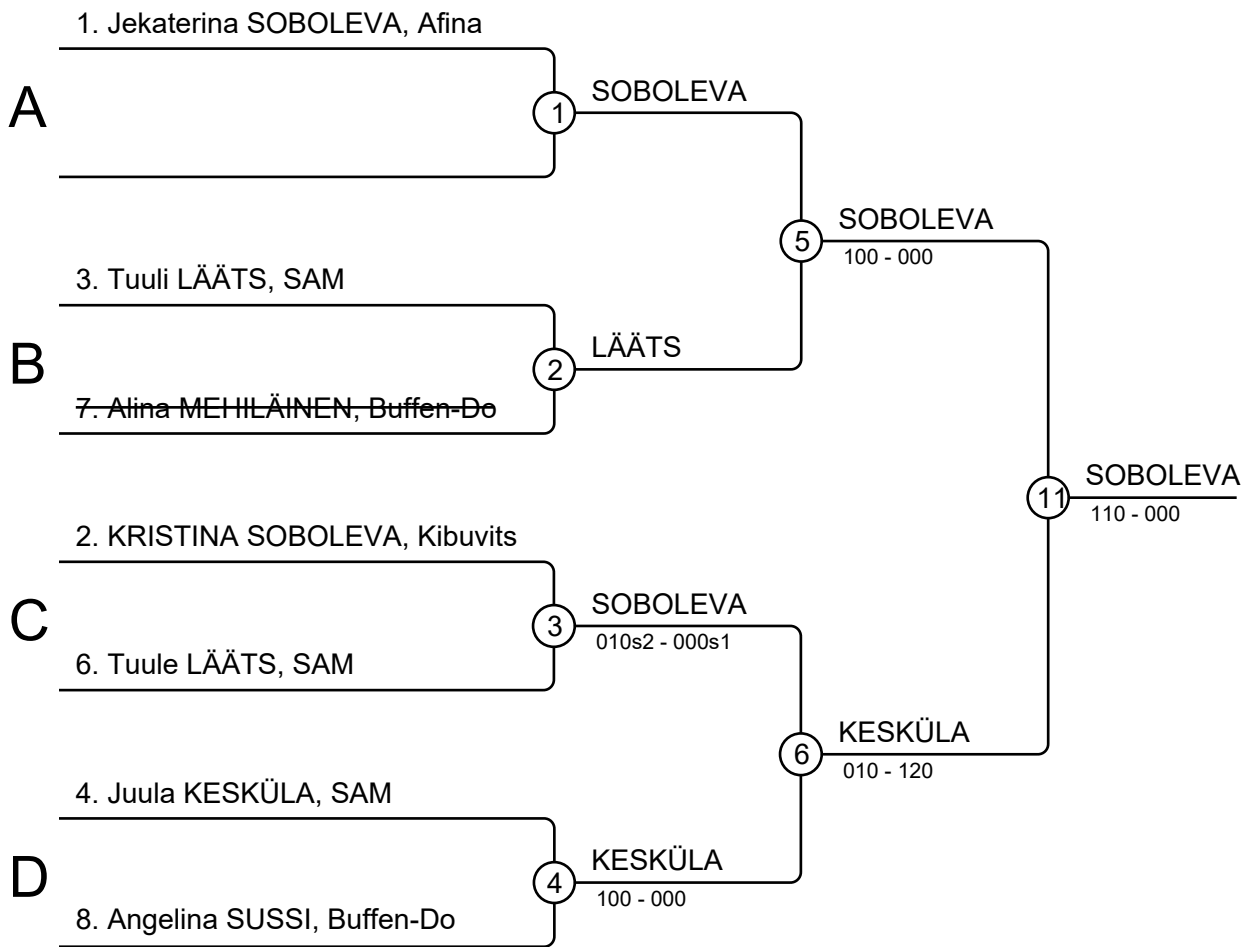 1. Jekaterina SOBOLEVA, Afina
A
1
SOBOLEVA
5
SOBOLEVA
100 - 000
3. Tuuli LÄÄTS, SAM
B
2
LÄÄTS
7. Alina MEHILÄINEN, Buffen-Do
11
SOBOLEVA
110 - 000
2. KRISTINA SOBOLEVA, Kibuvits
C
3
SOBOLEVA
010s2 - 000s1
6. Tuule LÄÄTS, SAM
6
KESKÜLA
010 - 120
4. Juula KESKÜLA, SAM
D
4
KESKÜLA
100 - 000
8. Angelina SUSSI, Buffen-Do